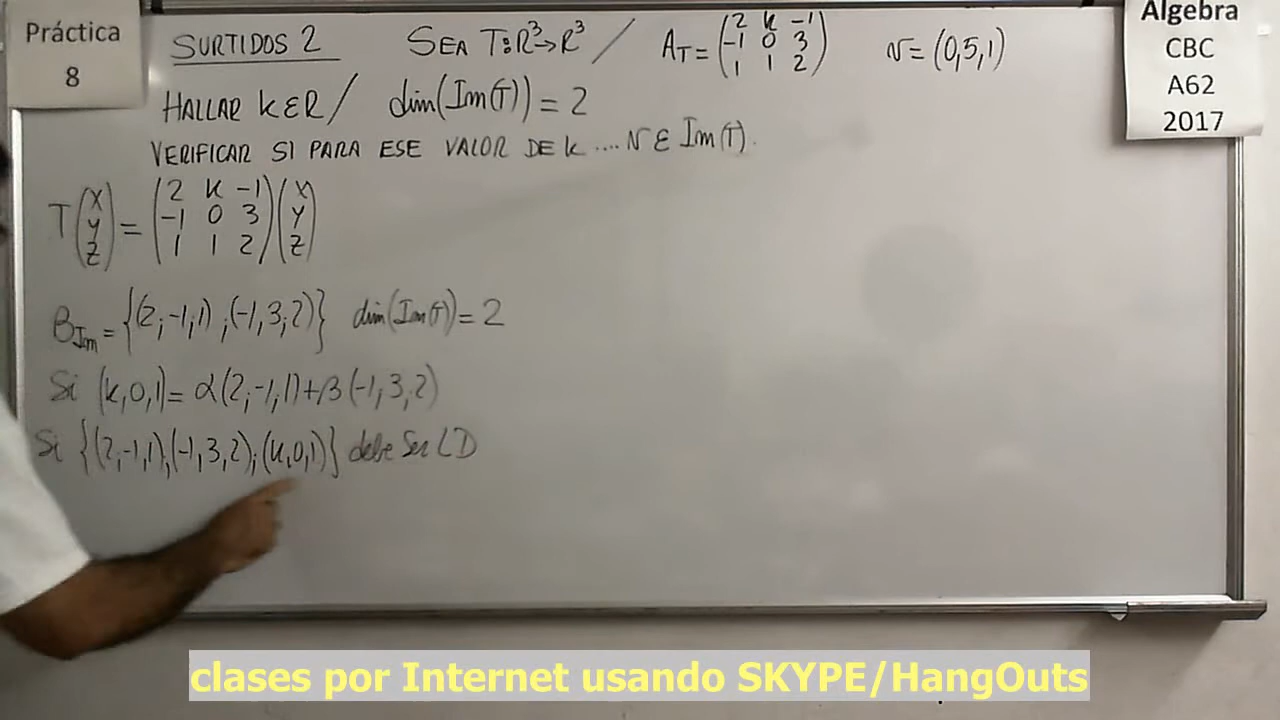 Práctica
8
SURTIDOS 2 SEA T:R³→R³ / A_T = (2 k -1
-1 0 3
1 1 2) N = (0,5,1)
Algebra
CBC
A62
2017
HALLAR KER / dim(Im(T)) = 2
VERIFICAR SI PARA ESE VALOR DE k .... N ε Im(T).
T(x
y
z) = (2 k -1
-1 0 3
1 1 2)(x
y
z)
B_Im = {(2,-1,1),(-1,3,2)} dim(Im(T)) = 2
Si (k,0,1) = α(2,-1,1)+β(-1,3,2)
Si {(2,-1,1),(-1,3,2);(k,0,1)} debe Ser LD
clases por Internet usando SKYPE/HangOuts